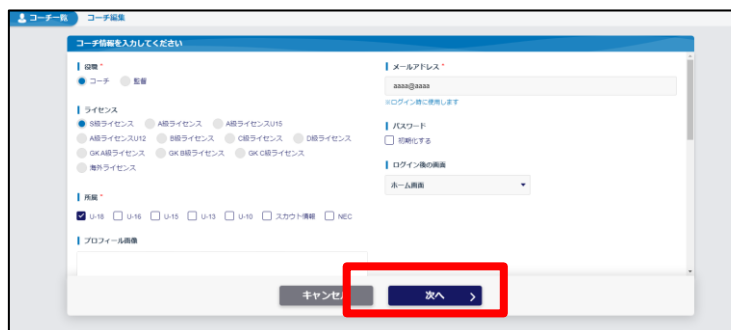 コーチ一覧 コーチ編集
コーチ情報を入力してください
役職 *
コーチ 監督
ライセンス
S級ライセンス A級ライセンス A級ライセンスU15
A級ライセンスU12 B級ライセンス C級ライセンス D級ライセンス
GK A級ライセンス GK B級ライセンス GK C級ライセンス
海外ライセンス
所属 *
U-18 U-16 U-15 U-13 U-10 スカウト情報 NEC
プロフィール画像
メールアドレス *
aaaa@aaaa
※ログイン時に使用します
パスワード
初期化する
ログイン後の画面
ホーム画面
キャンセル 次へ